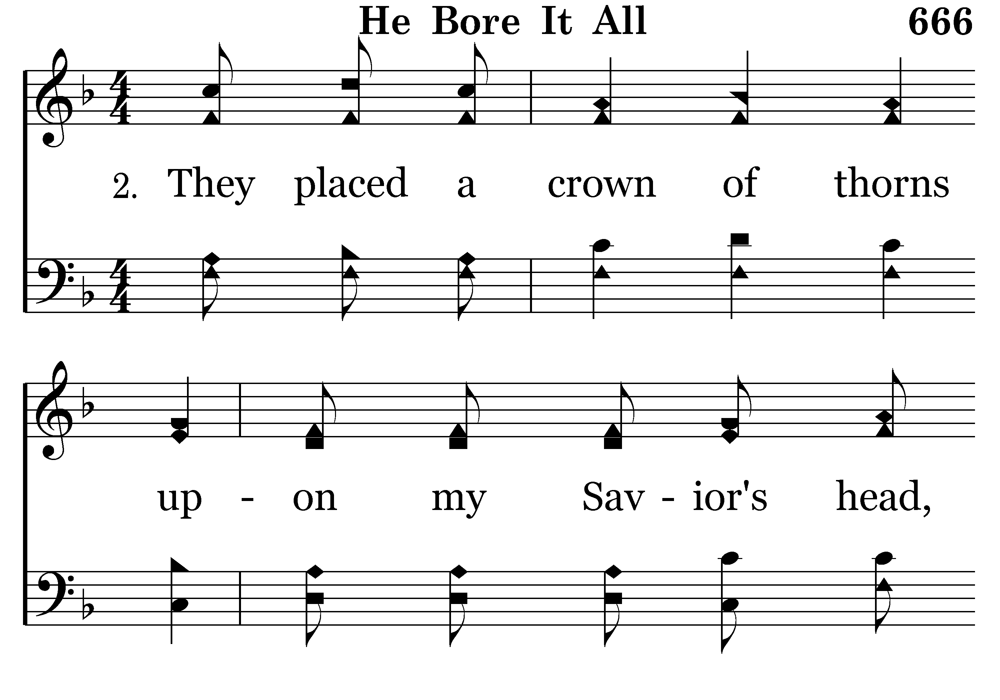 He Bore It All 666
2. They placed a crown of thorns
up - on my Sav - ior's head,